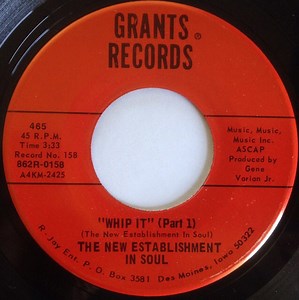 GRANTS®
RECORDS
465
45 R.P.M.
Time 3:33
Record No. 158
862R-0158
A4KM-2425
Music, Music,
Music Inc.
ASCAP
Produced by
Gene
Varian Jr.
"WHIP IT" (Part 1)
(The New Establishment In Soul)
THE NEW ESTABLISHMENT
IN SOUL
R-Jay Ent. P.O. Box 3581 Des Moines, Iowa 50322